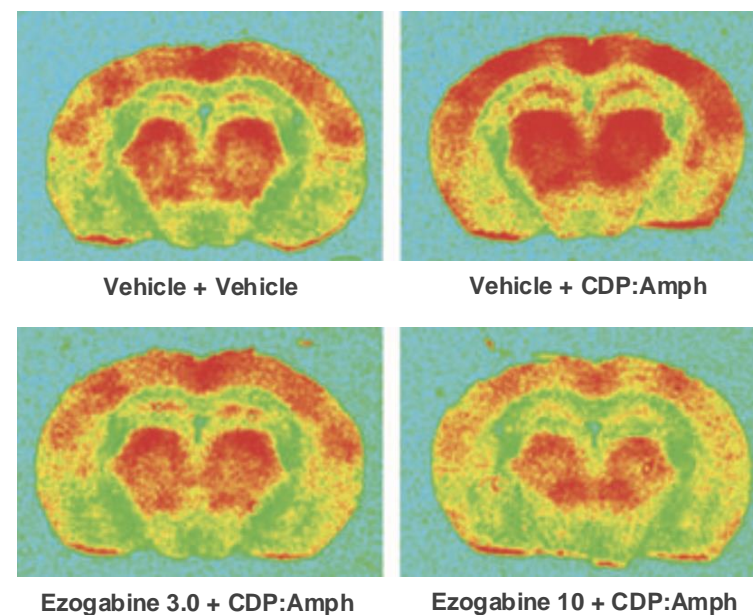 Vehicle + Vehicle
Vehicle + CDP:Amph
Ezogabine 3.0 + CDP:Amph
Ezogabine 10 + CDP:Amph